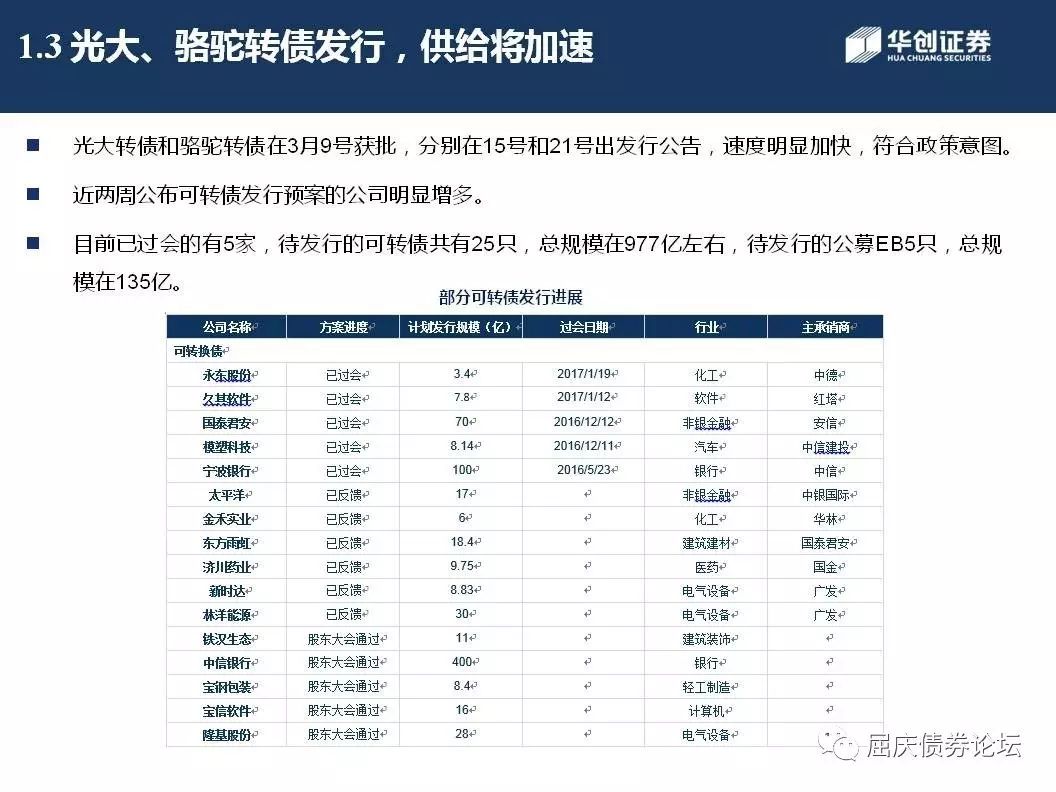 1.3 光大、骆驼转债发行，供给将加速
华创证券
HUA CHUANG SECURITIES
光大转债和骆驼转债在3月9号获批，分别在15号和21号出发行公告，速度明显加快，符合政策意图。
近两周公布可转债发行预案的公司明显增多。
目前已过会的有5家，待发行的可转债共有25只，总规模在977亿左右，待发行的公募EB5只，总规
模在135亿。
部分可转债发行进展
公司名称 方案进度 计划发行规模（亿） 过会日期 行业 主承销商
可转换债
永东股份 已过会 3.4 2017/1/19 化工 中德
久其软件 已过会 7.8 2017/1/12 软件 红塔
国泰君安 已过会 70 2016/12/12 非银金融 安信
模塑科技 已过会 8.14 2016/12/11 汽车 中信建投
宁波银行 已过会 100 2016/5/23 银行 中信
太平洋 已反馈 17 非银金融 中银国际
金禾实业 已反馈 6 化工 华林
东方雨虹 已反馈 18.4 建筑建材 国泰君安
济川药业 已反馈 9.75 医药 国金
新时达 已反馈 8.83 电气设备 广发
林洋能源 已反馈 30 电气设备 广发
铁汉生态 股东大会通过 11 建筑装饰
中信银行 股东大会通过 400 银行
宝钢包装 股东大会通过 8.4 轻工制造
宝信软件 股东大会通过 16 计算机
隆基股份 股东大会通过 28 电气设备
屈庆债券论坛